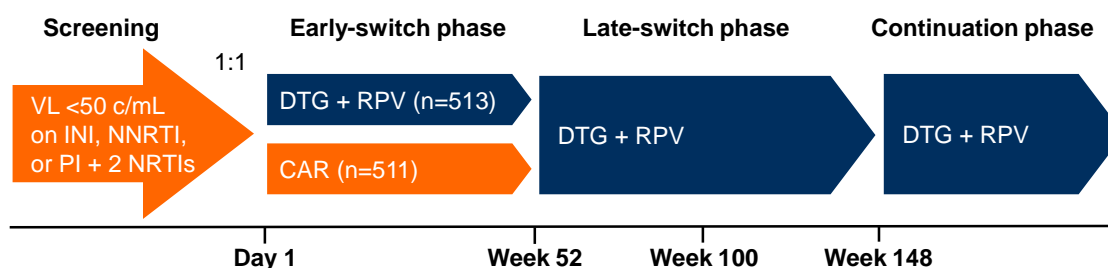 Screening
Early-switch phase
Late-switch phase
Continuation phase
1:1
VL <50 c/mL
on INI, NNRTI,
or PI + 2 NRTIs
DTG + RPV (n=513)
CAR (n=511)
DTG + RPV
DTG + RPV
Day 1
Week 52
Week 100
Week 148